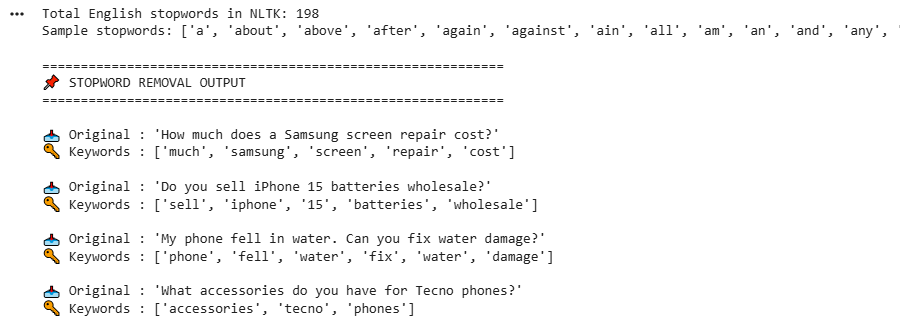 Total English stopwords in NLTK: 198
Sample stopwords: ['a', 'about', 'above', 'after', 'again', 'against', 'ain', 'all', 'am', 'an', 'and', 'any', '
============================================================
📌 STOPWORD REMOVAL OUTPUT
============================================================
📥 Original : 'How much does a Samsung screen repair cost?'
🔑 Keywords : ['much', 'samsung', 'screen', 'repair', 'cost']
📥 Original : 'Do you sell iPhone 15 batteries wholesale?'
🔑 Keywords : ['sell', 'iphone', '15', 'batteries', 'wholesale']
📥 Original : 'My phone fell in water. Can you fix water damage?'
🔑 Keywords : ['phone', 'fell', 'water', 'fix', 'water', 'damage']
📥 Original : 'What accessories do you have for Tecno phones?'
🔑 Keywords : ['accessories', 'tecno', 'phones']